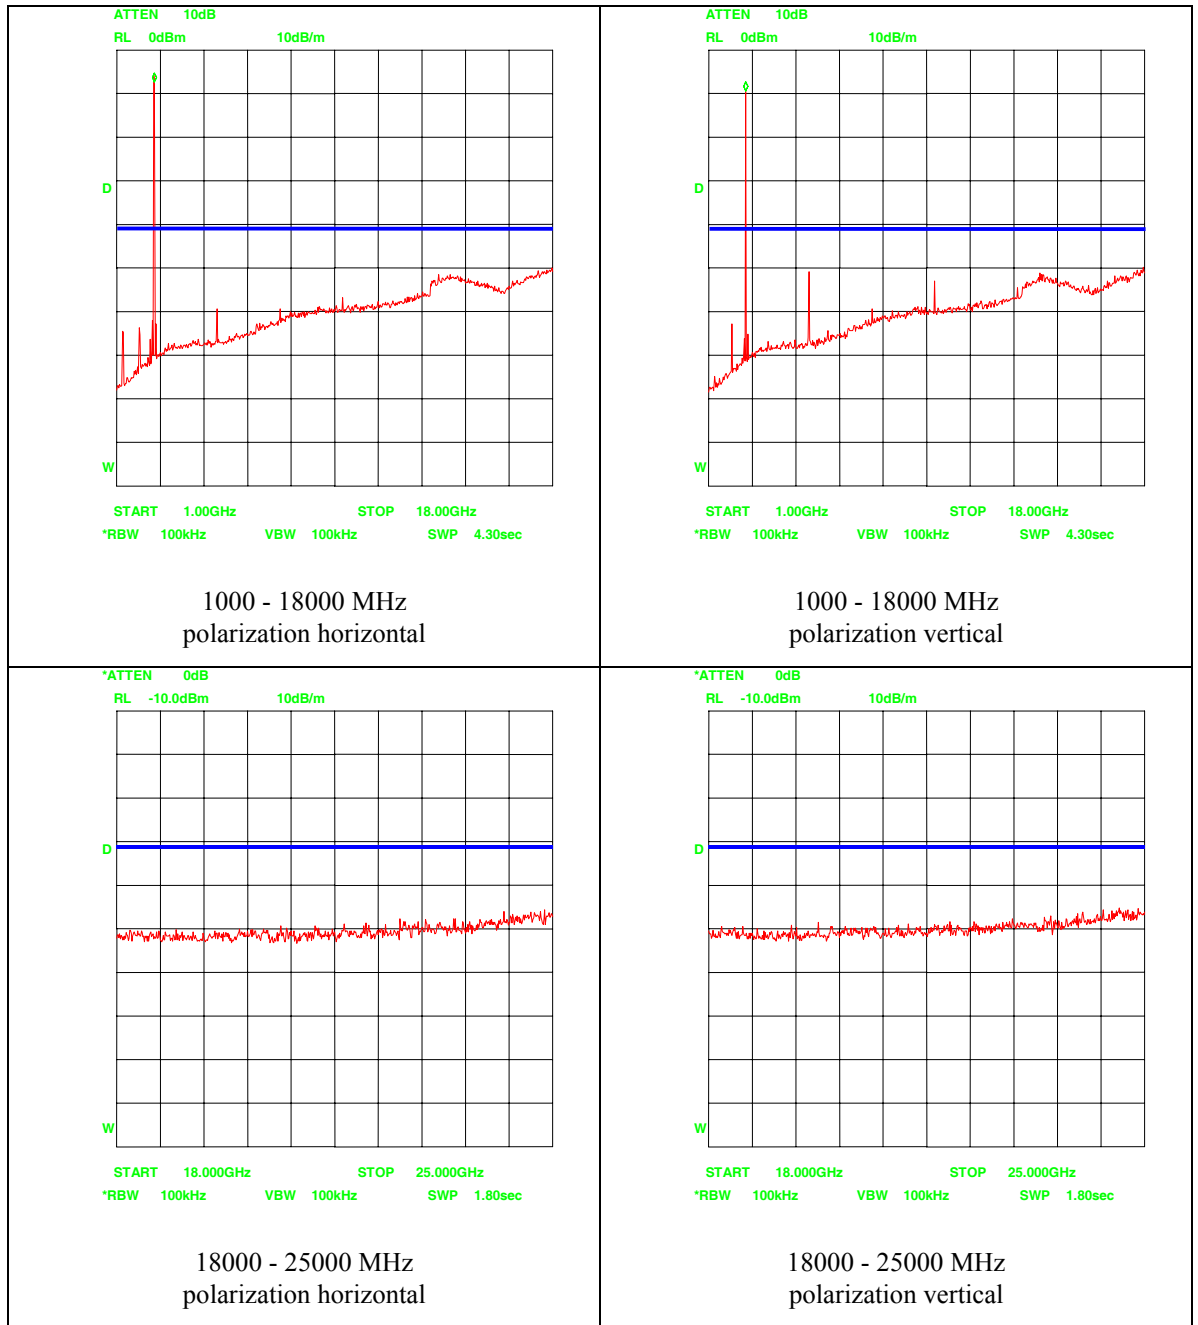 ATTEN 10dB
RL 0dBm 10dB/m
D
W
START 1.00GHz STOP 18.00GHz
*RBW 100kHz VBW 100kHz SWP 4.30sec
1000 - 18000 MHz
polarization horizontal
ATTEN 10dB
RL 0dBm 10dB/m
D
W
START 1.00GHz STOP 18.00GHz
*RBW 100kHz VBW 100kHz SWP 4.30sec
1000 - 18000 MHz
polarization vertical
*ATTEN 0dB
RL -10.0dBm 10dB/m
D
W
START 18.000GHz STOP 25.000GHz
*RBW 100kHz VBW 100kHz SWP 1.80sec
18000 - 25000 MHz
polarization horizontal
*ATTEN 0dB
RL -10.0dBm 10dB/m
D
W
START 18.000GHz STOP 25.000GHz
*RBW 100kHz VBW 100kHz SWP 1.80sec
18000 - 25000 MHz
polarization vertical